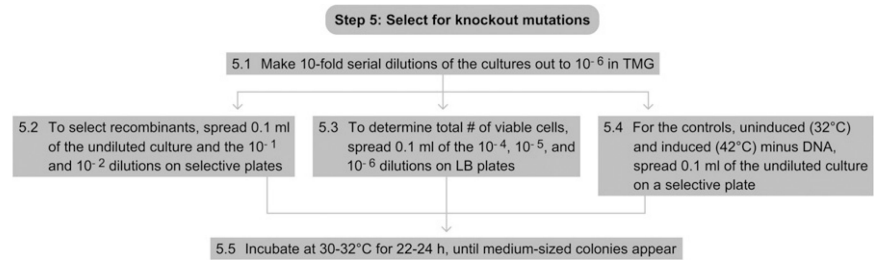 Step 5: Select for knockout mutations
5.1 Make 10-fold serial dilutions of the cultures out to 10-6 in TMG
5.2 To select recombinants, spread 0.1 ml
of the undiluted culture and the 10-1
and 10-2 dilutions on selective plates
5.3 To determine total # of viable cells,
spread 0.1 ml of the 10-4, 10-5, and
10-6 dilutions on LB plates
5.4 For the controls, uninduced (32°C)
and induced (42°C) minus DNA,
spread 0.1 ml of the undiluted culture
on a selective plate
5.5 Incubate at 30-32°C for 22-24 h, until medium-sized colonies appear